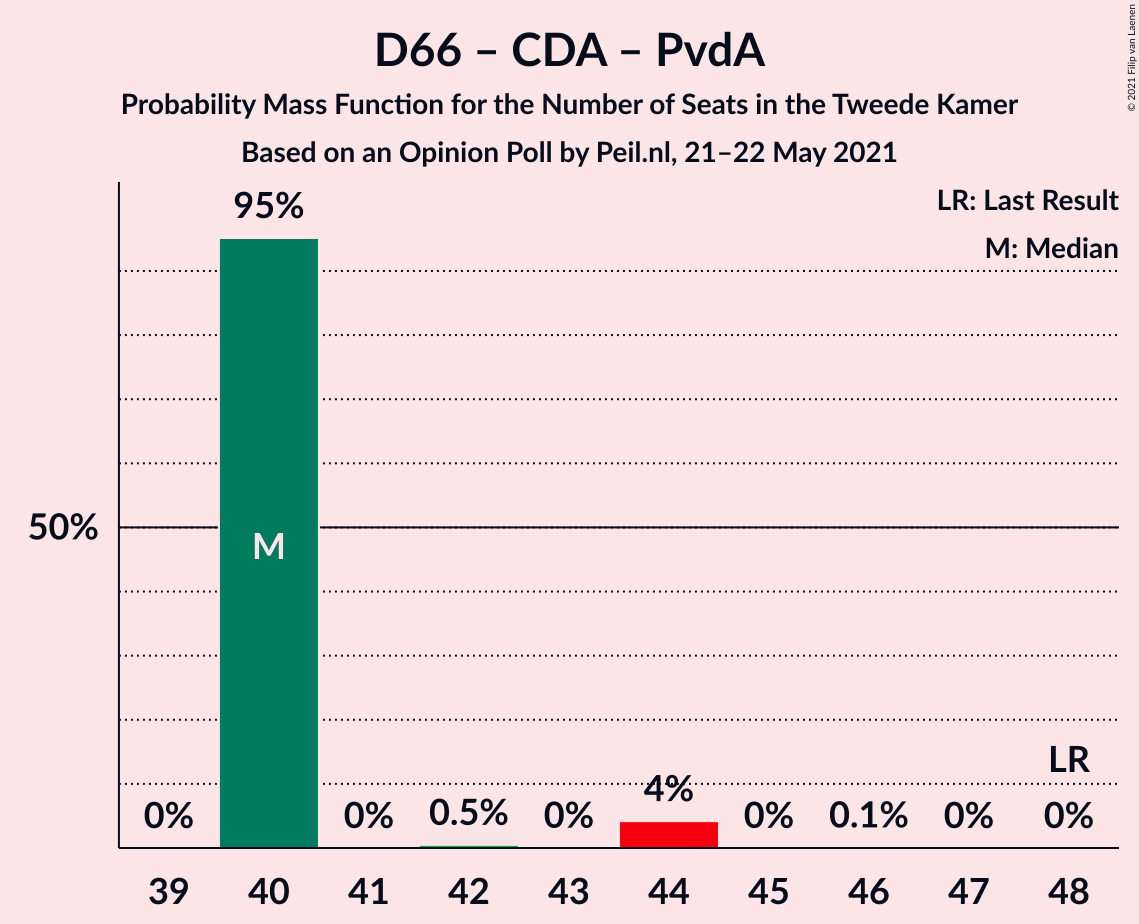 D66 – CDA – PvdA
Probability Mass Function for the Number of Seats in the Tweede Kamer
Based on an Opinion Poll by Peil.nl, 21–22 May 2021
© 2021 Filip van Laenen
LR: Last Result
M: Median
95%
50%
M
LR
0%
0%
0.5%
0%
4%
0%
0.1%
0%
0%
39
40
41
42
43
44
45
46
47
48